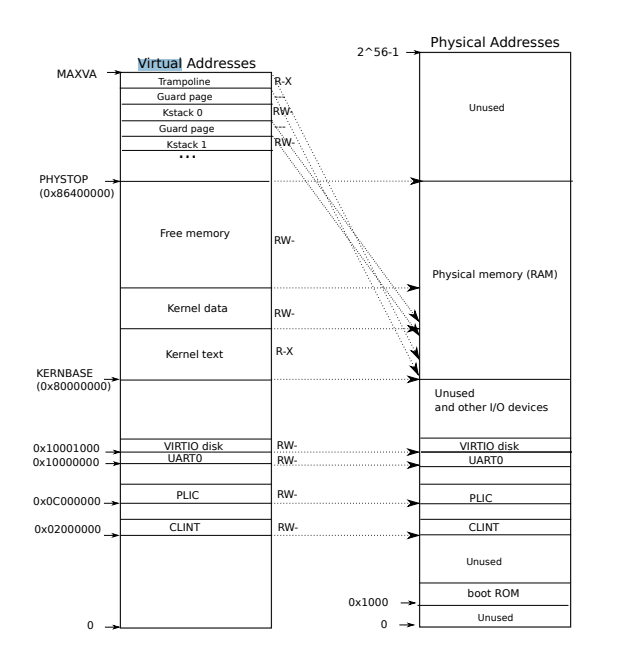 Virtual Addresses
MAXVA
Trampoline
R-X
Guard page
---
Kstack 0
RW-
Guard page
---
Kstack 1
RW-
...
PHYSTOP
(0x86400000)
Free memory
RW-
Kernel data
RW-
Kernel text
R-X
KERNBASE
(0x80000000)
0x10001000
VIRTIO disk
RW-
0x10000000
UART0
RW-
0x0C000000
PLIC
RW-
0x02000000
CLINT
RW-
0
Physical Addresses
2^56-1
Unused
Physical memory (RAM)
Unused
and other I/O devices
VIRTIO disk
UART0
PLIC
CLINT
Unused
boot ROM
0x1000
Unused
0